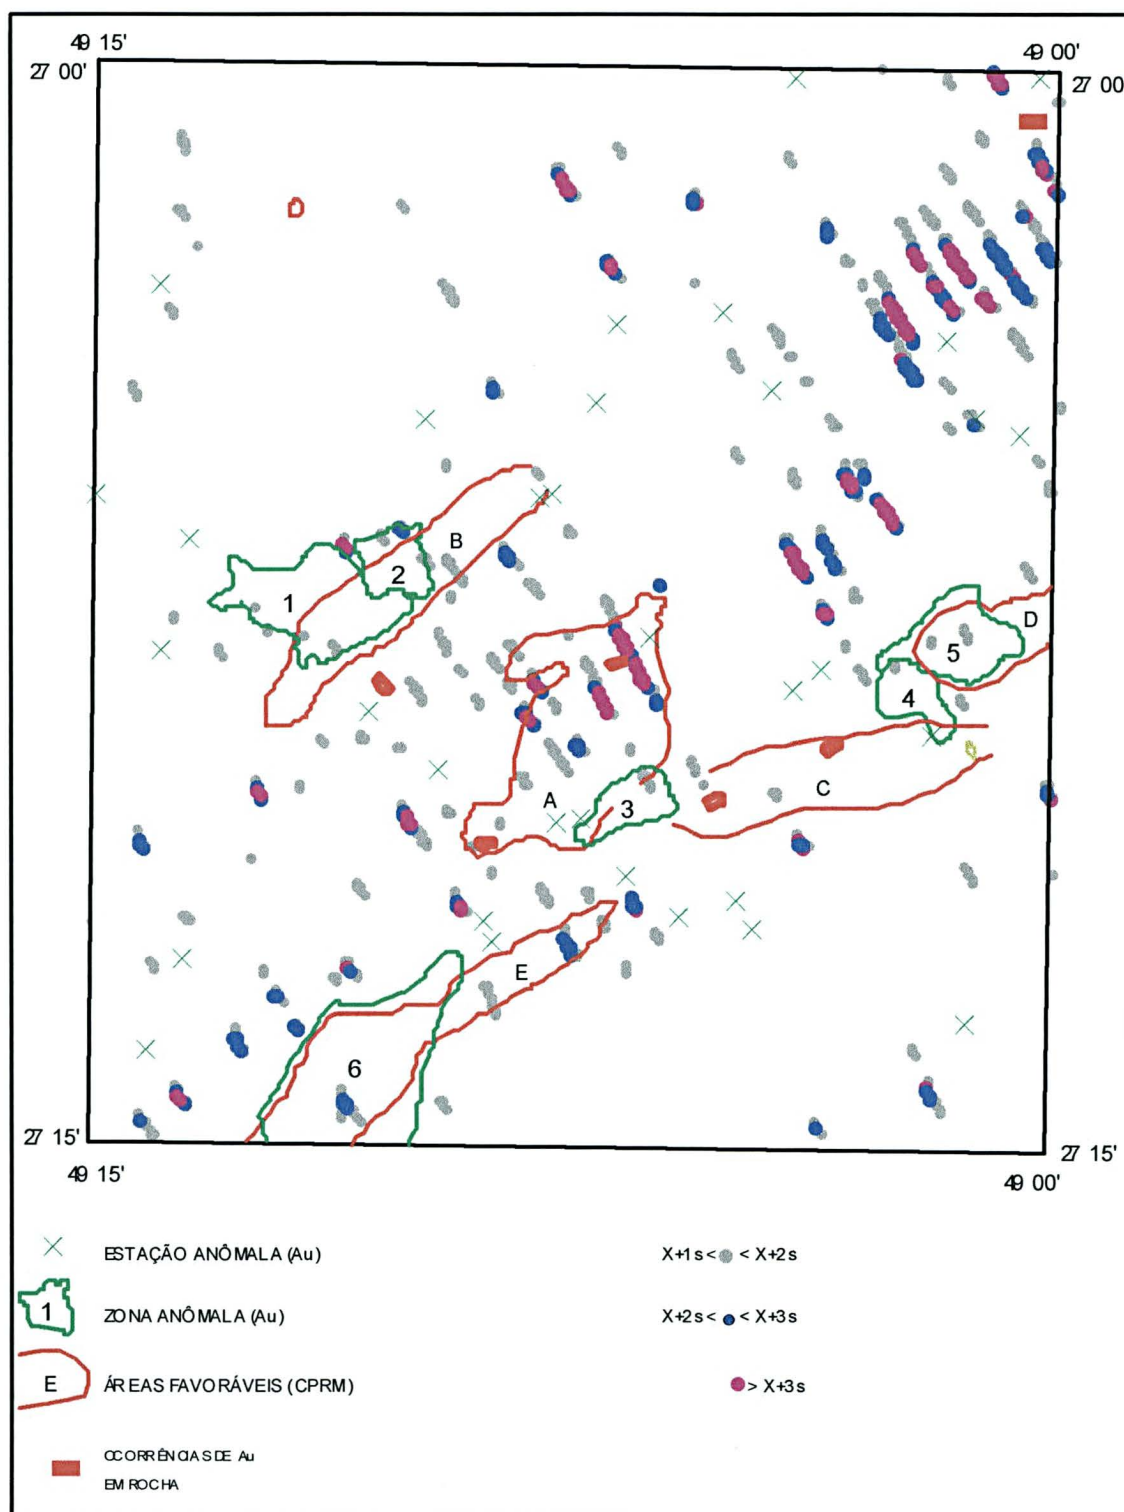 49 15'
49 00'
27 00'
27 00'
B
2
1
D
5
4
C
A
3
E
6
27 15'
27 15'
49 15'
49 00'
ESTAÇÃO ANÔMALA (Au)
X+1s < < X+2s
1
ZONA ANÔMALA (Au)
X+2s < < X+3s
E
ÁREAS FAVORÁVEIS (CPRM)
> X+3s
OCORRÊNCIAS DE Au
EM ROCHA